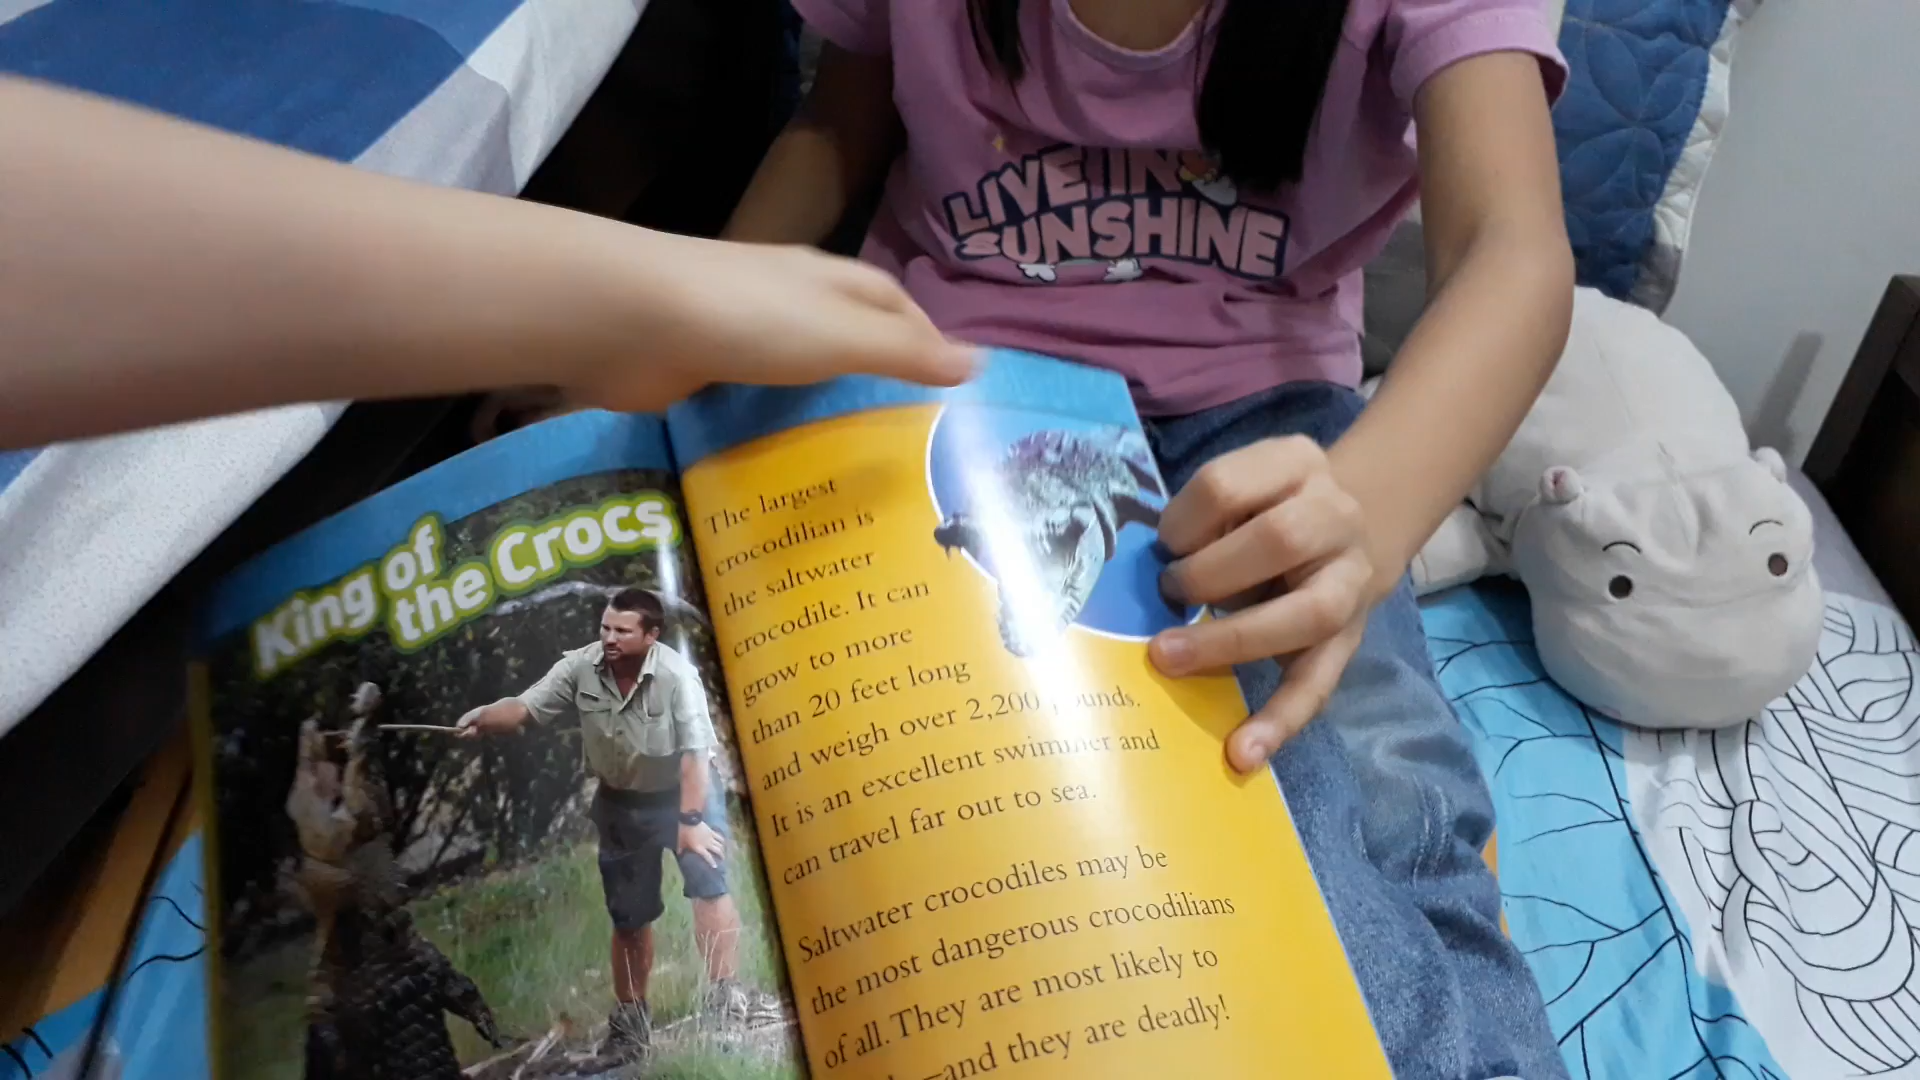 LIVE IN
SUNSHINE
King of
the Crocs
The largest
crocodilian is
the saltwater
crocodile. It can
grow to more
than 20 feet long
and weigh over 2,200
It is an excellent swimmer and
can travel far out to sea.
Saltwater crocodiles may be
the most dangerous crocodilians
of all. They are most likely to
—and they are deadly!